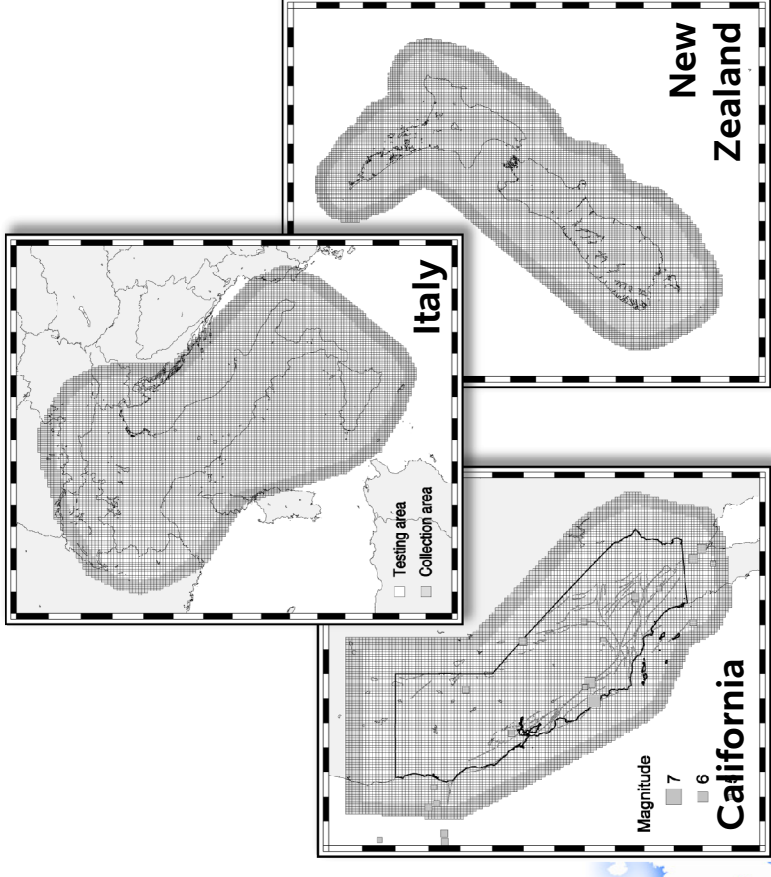 New
Zealand
Italy
Testing area
Collection area
Magnitude
7
6
California